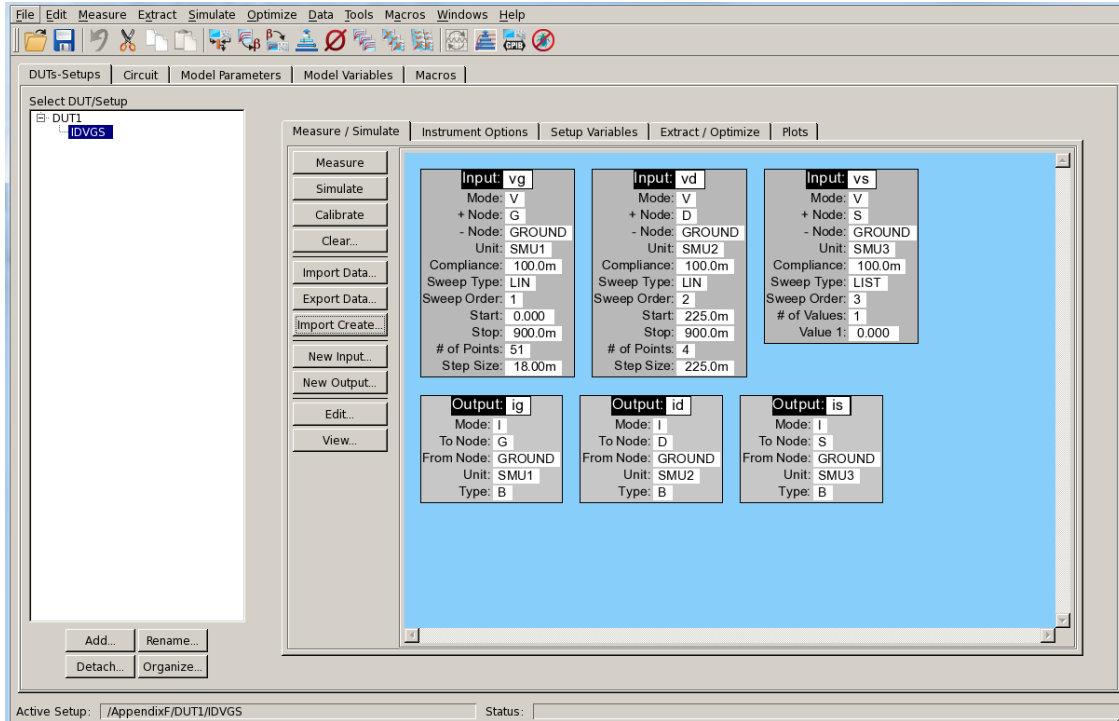 File Edit Measure Extract Simulate Optimize Data Tools Macros Windows Help
β β GPIB
DUTs-Setups Circuit Model Parameters Model Variables Macros
Select DUT/Setup
DUT1
IDVGS
Measure / Simulate Instrument Options Setup Variables Extract / Optimize Plots
Measure
Simulate
Calibrate
Clear...
Import Data...
Export Data...
Import Create...
New Input...
New Output...
Edit...
View...
Input: vg
Mode: V
+ Node: G
- Node: GROUND
Unit: SMU1
Compliance: 100.0m
Sweep Type: LIN
Sweep Order: 1
Start: 0.000
Stop: 900.0m
# of Points: 51
Step Size: 18.00m
Input: vd
Mode: V
+ Node: D
- Node: GROUND
Unit: SMU2
Compliance: 100.0m
Sweep Type: LIN
Sweep Order: 2
Start: 225.0m
Stop: 900.0m
# of Points: 4
Step Size: 225.0m
Input: vs
Mode: V
+ Node: S
- Node: GROUND
Unit: SMU3
Compliance: 100.0m
Sweep Type: LIST
Sweep Order: 3
# of Values: 1
Value 1: 0.000
Output: ig
Mode: I
To Node: G
From Node: GROUND
Unit: SMU1
Type: B
Output: id
Mode: I
To Node: D
From Node: GROUND
Unit: SMU2
Type: B
Output: is
Mode: I
To Node: S
From Node: GROUND
Unit: SMU3
Type: B
Add... Rename...
Detach... Organize...
Active Setup: /AppendixF/DUT1/IDVGS Status: